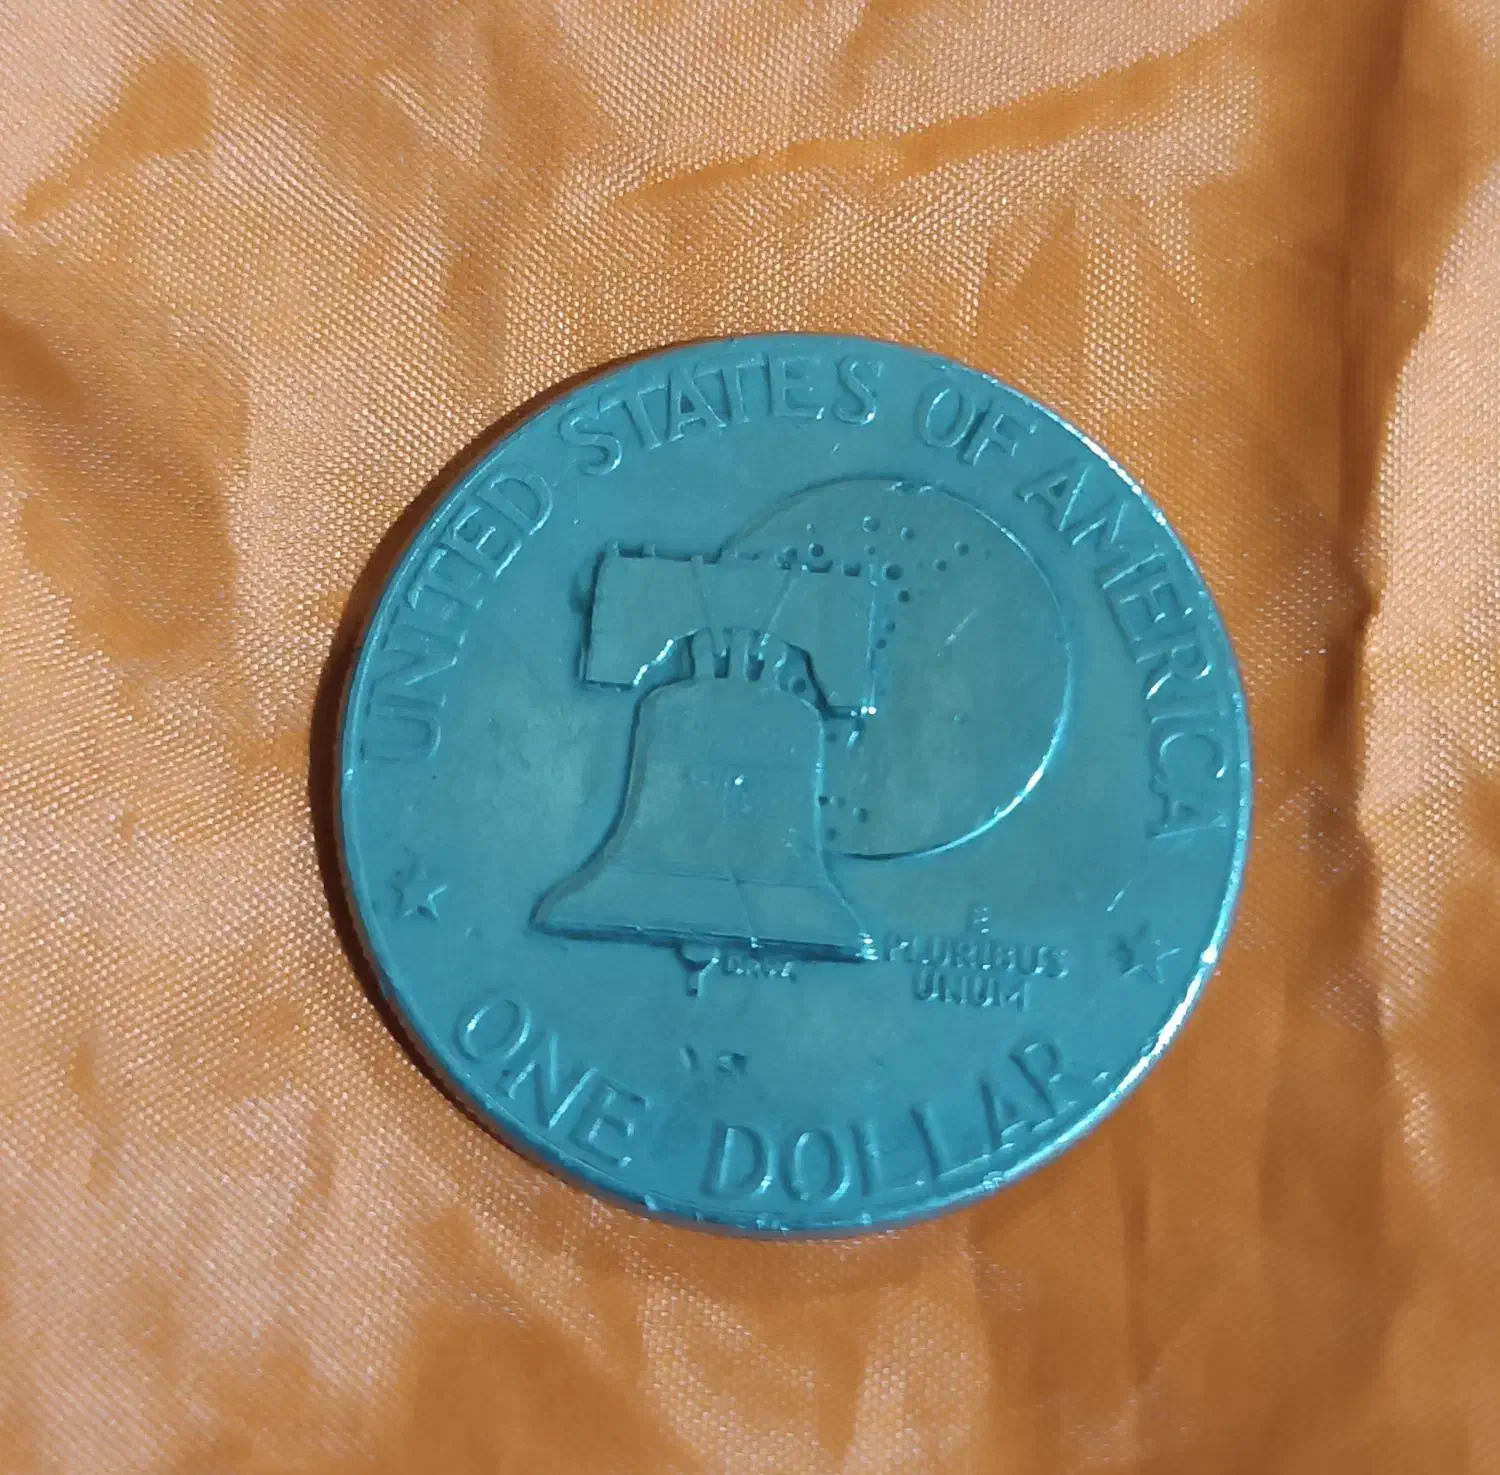 UNITED STATES OF AMERICA
E
PLURIBUS
UNUM
ONE DOLLAR